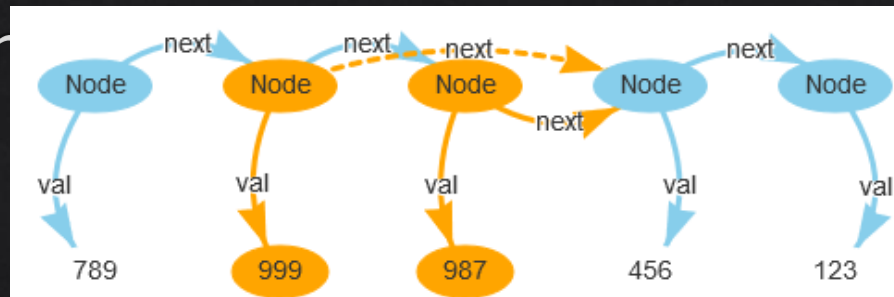 next next next next
Node Node Node Node Node
next
val val val val val
789 999 987 456 123